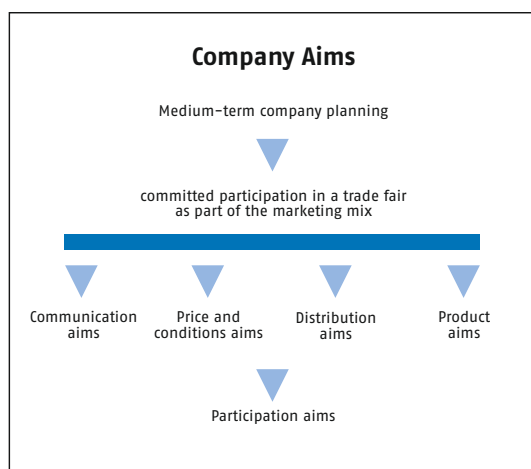 Company Aims
Medium-term company planning
committed participation in a trade fair
as part of the marketing mix
Communication
aims
Price and
conditions aims
Distribution
aims
Product
aims
Participation aims